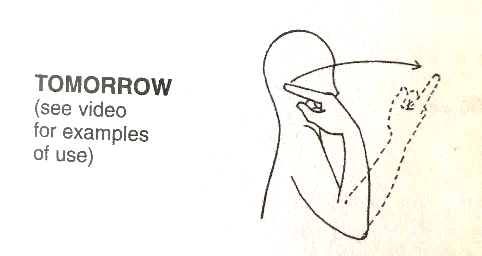 TOMORROW
(see video
for examples
of use)